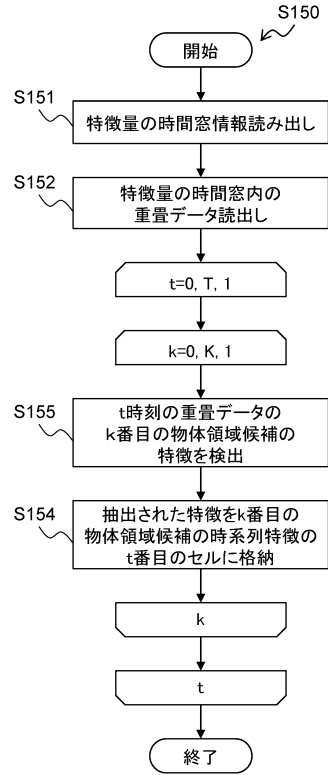 S150
開始
S151
特徴量の時間窓情報読み出し
S152
特徴量の時間窓内の
重畳データ読出し
t=0, T, 1
k=0, K, 1
S155
t時刻の重畳データの
k番目の物体領域候補の
特徴を検出
S154
抽出された特徴をk番目の
物体領域候補の時系列特徴の
t番目のセルに格納
k
t
終了